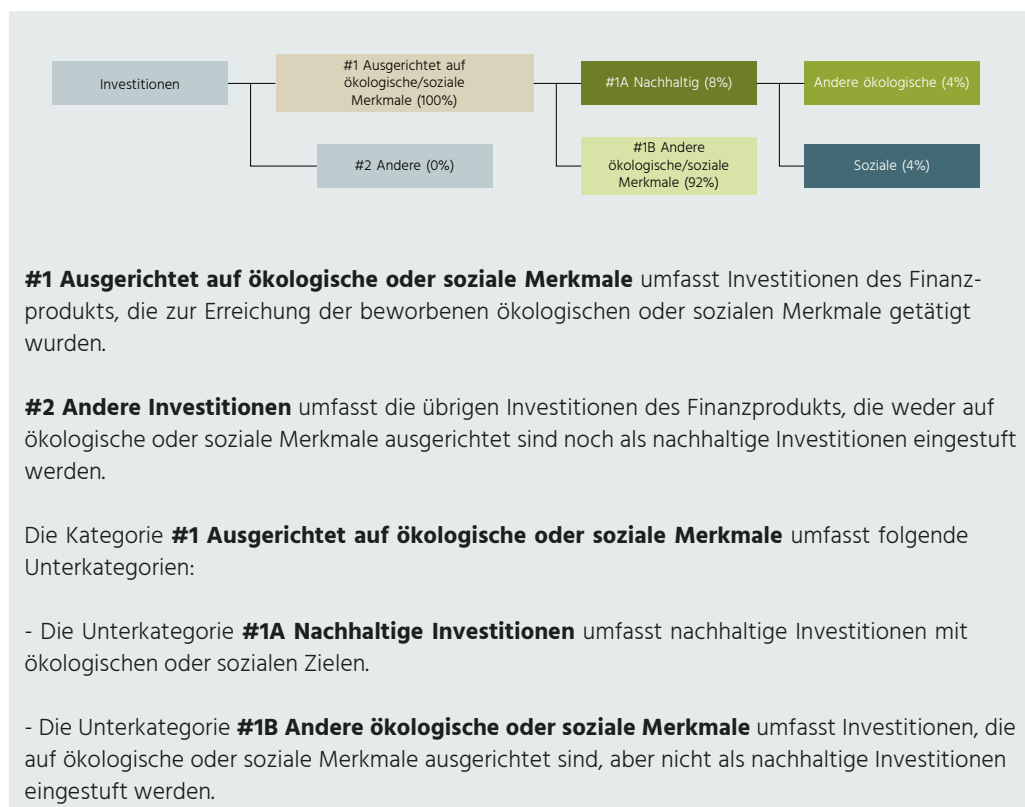 Investitionen
#1 Ausgerichtet auf
ökologische/soziale
Merkmale (100%)
#1A Nachhaltig (8%)
Andere ökologische (4%)
#2 Andere (0%)
#1B Andere
ökologische/soziale
Merkmale (92%)
Soziale (4%)
#1 Ausgerichtet auf ökologische oder soziale Merkmale umfasst Investitionen des Finanz-
produkts, die zur Erreichung der beworbenen ökologischen oder sozialen Merkmale getätigt
wurden.
#2 Andere Investitionen umfasst die übrigen Investitionen des Finanzprodukts, die weder auf
ökologische oder soziale Merkmale ausgerichtet sind noch als nachhaltige Investitionen eingestuft
werden.
Die Kategorie #1 Ausgerichtet auf ökologische oder soziale Merkmale umfasst folgende
Unterkategorien:
- Die Unterkategorie #1A Nachhaltige Investitionen umfasst nachhaltige Investitionen mit
ökologischen oder sozialen Zielen.
- Die Unterkategorie #1B Andere ökologische oder soziale Merkmale umfasst Investitionen, die
auf ökologische oder soziale Merkmale ausgerichtet sind, aber nicht als nachhaltige Investitionen
eingestuft werden.